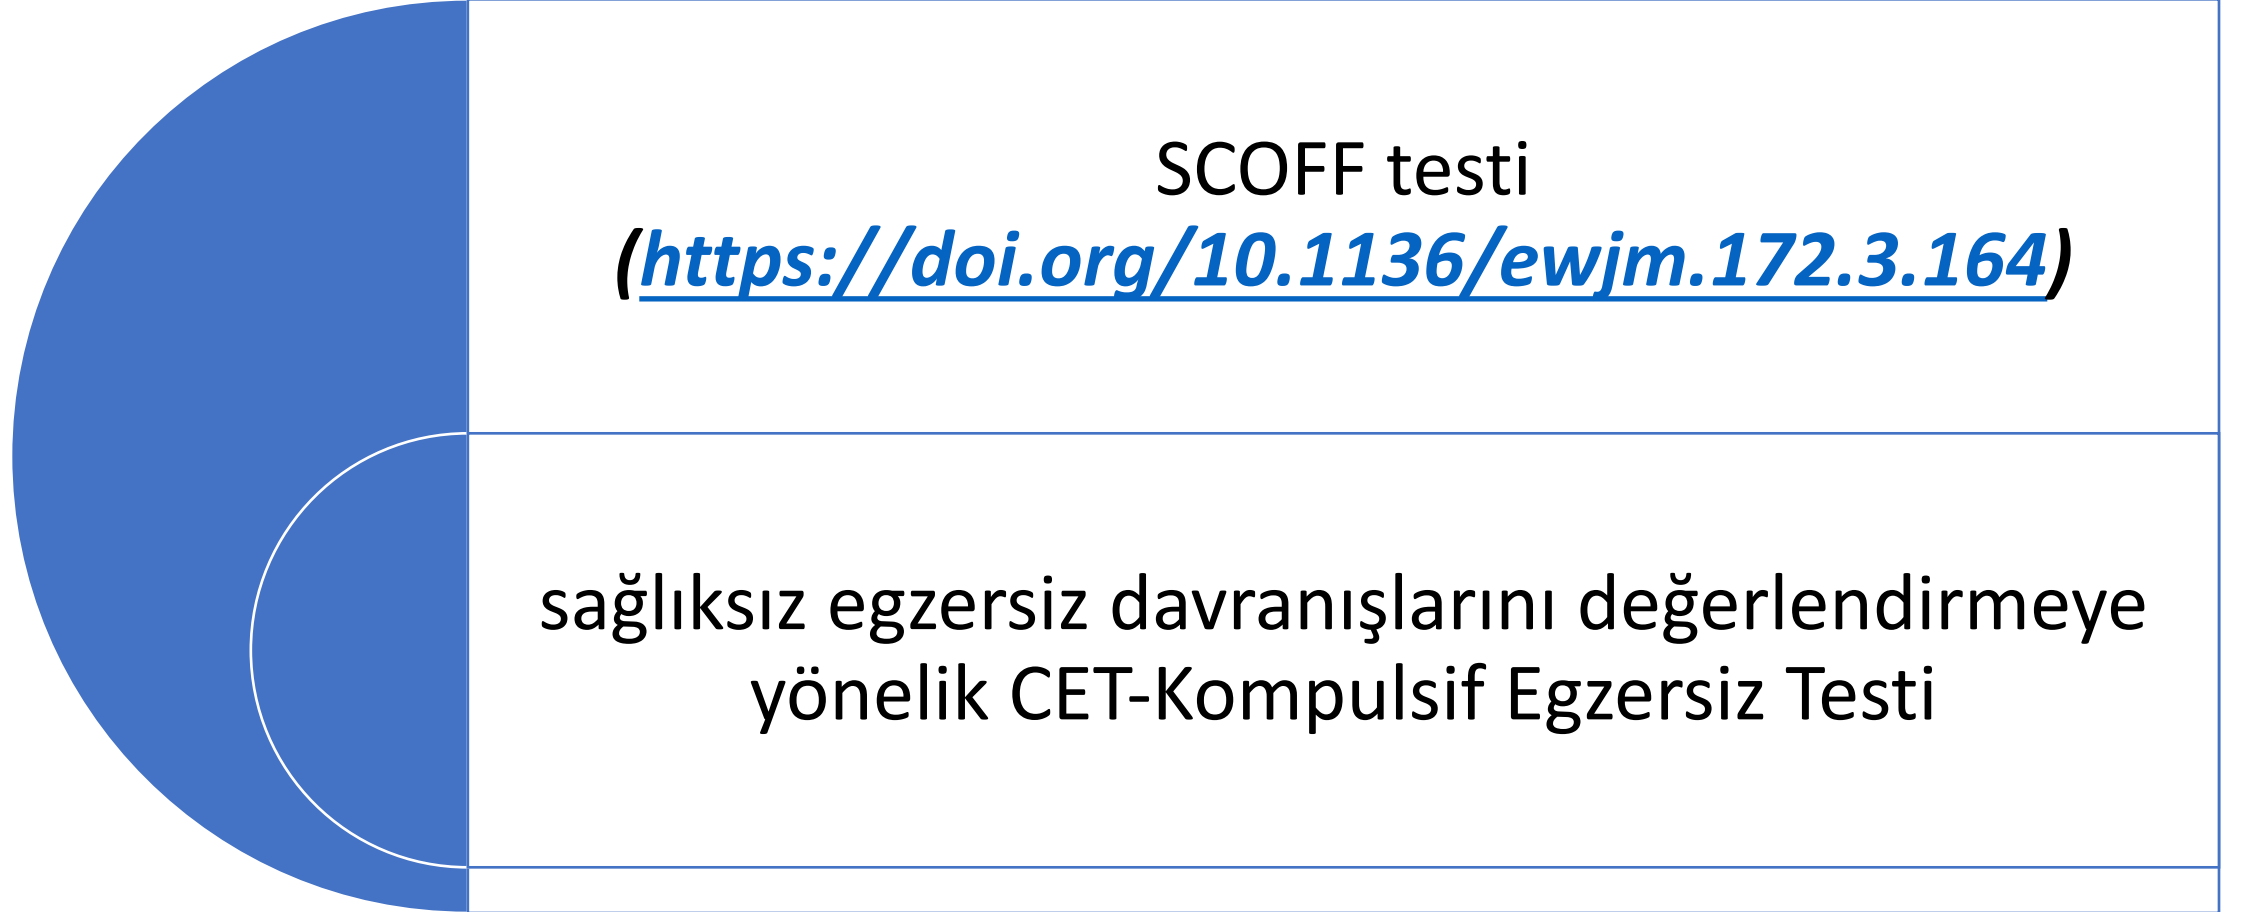 SCOFF testi
(https://doi.org/10.1136/ewjm.172.3.164)
sağlıksız egzersiz davranışlarını değerlendirmeye
yönelik CET-Kompulsif Egzersiz Testi